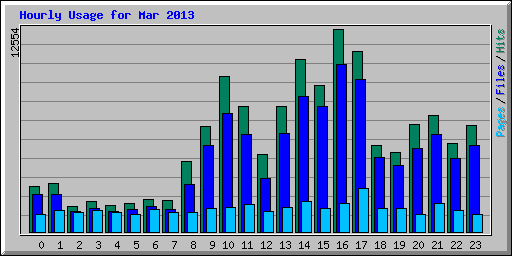 Hourly Usage for Mar 2013
12554
Pages/Files/Hits
0 1 2 3 4 5 6 7 8 9 10 11 12 13 14 15 16 17 18 19 20 21 22 23